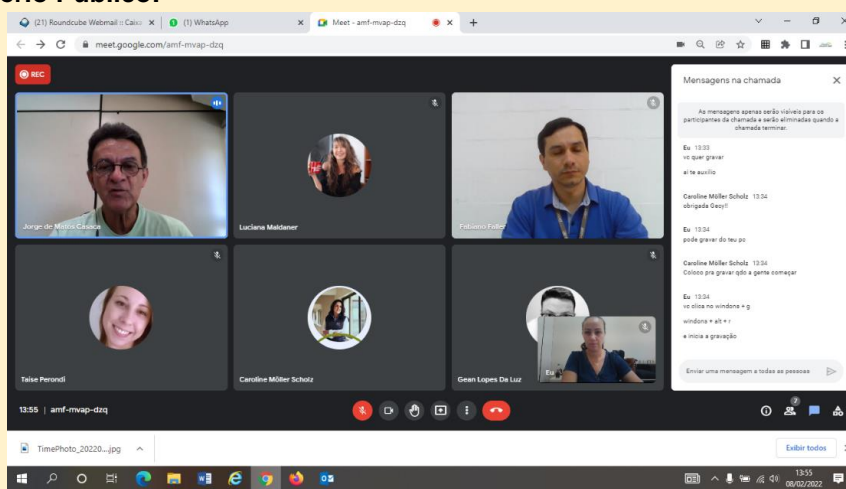 (21) Roundcube Webmail :: Caixa
(1) WhatsApp
Meet - amf-mvap-dzq
meet.google.com/amf-mvap-dzq
REC
Jorge de Matos Casaca
Luciana Maldaner
Fabiano Feller
Taise Perondi
Caroline Möller Scholz
Gean Lopes Da Luz
Eu
Mensagens na chamada
As mensagens apenas serão visíveis para os
participantes da chamada e serão eliminadas quando a
chamada terminar.
Eu 13:33
vc quer gravar
ai te auxilio
Caroline Möller Scholz 13:34
obrigada Gecy!!
Eu 13:34
pode gravar do teu pc
Caroline Möller Scholz 13:34
Coloco pra gravar qdo a gente começar
Eu 13:34
vc clica no windons + g
windons + alt + r
e inicia a gravação
Enviar uma mensagem a todas as pessoas
13:55 | amf-mvap-dzq
2
TimePhoto_20220....jpg
Exibir todos
13:55
08/02/2022